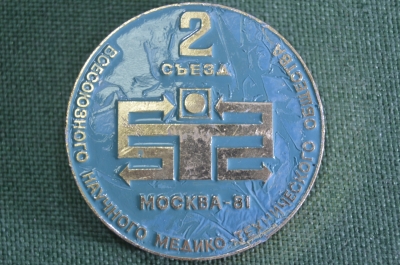 2
СЪЕЗД
МОСКВА-81
ВСЕСОЮЗНОГО НАУЧНОГО МЕДИКО-ТЕХНИЧЕСКОГО ОБЩЕСТВА